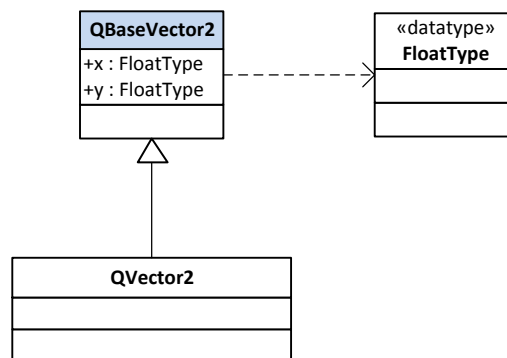 QBaseVector2
+x : FloatType
+y : FloatType
«datatype»
FloatType
QVector2